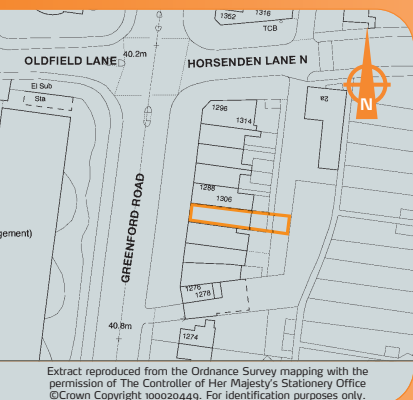 1352
1316
TCB
40.2m
OLDFIELD LANE
HORSENDEN LANE N
El Sub
Sta
2a
N
1296
1314
GREENFORD ROAD
1288
1306
gement)
1276
1278
40.8m
1274
Extract reproduced from the Ordnance Survey mapping with the
permission of The Controller of Her Majesty's Stationery Office
©Crown Copyright 100020449. For identification purposes only.